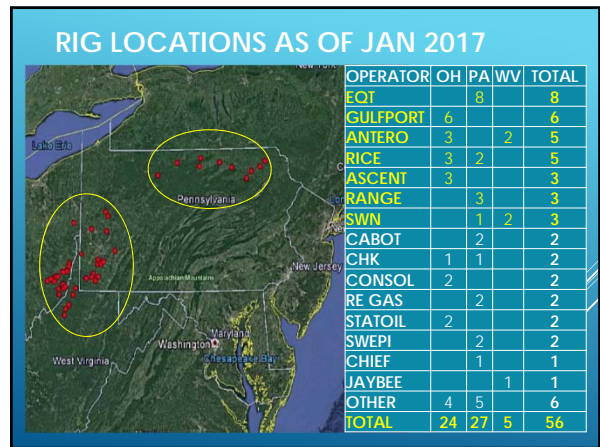 RIG LOCATIONS AS OF JAN 2017
Lake Erie
Pennsylvania
New Jersey
Appalachian Mountains
Maryland
Washington
Chesapeake Bay
West Virginia
OPERATOR OH PA WV TOTAL
EQT 8 8
GULFPORT 6 6
ANTERO 3 2 5
RICE 3 2 5
ASCENT 3 3
RANGE 3 3
SWN 1 2 3
CABOT 2 2
CHK 1 1 2
CONSOL 2 2
RE GAS 2 2
STATOIL 2 2
SWEPI 2 2
CHIEF 1 1
JAYBEE 1 1
OTHER 4 5 6
TOTAL 24 27 5 56